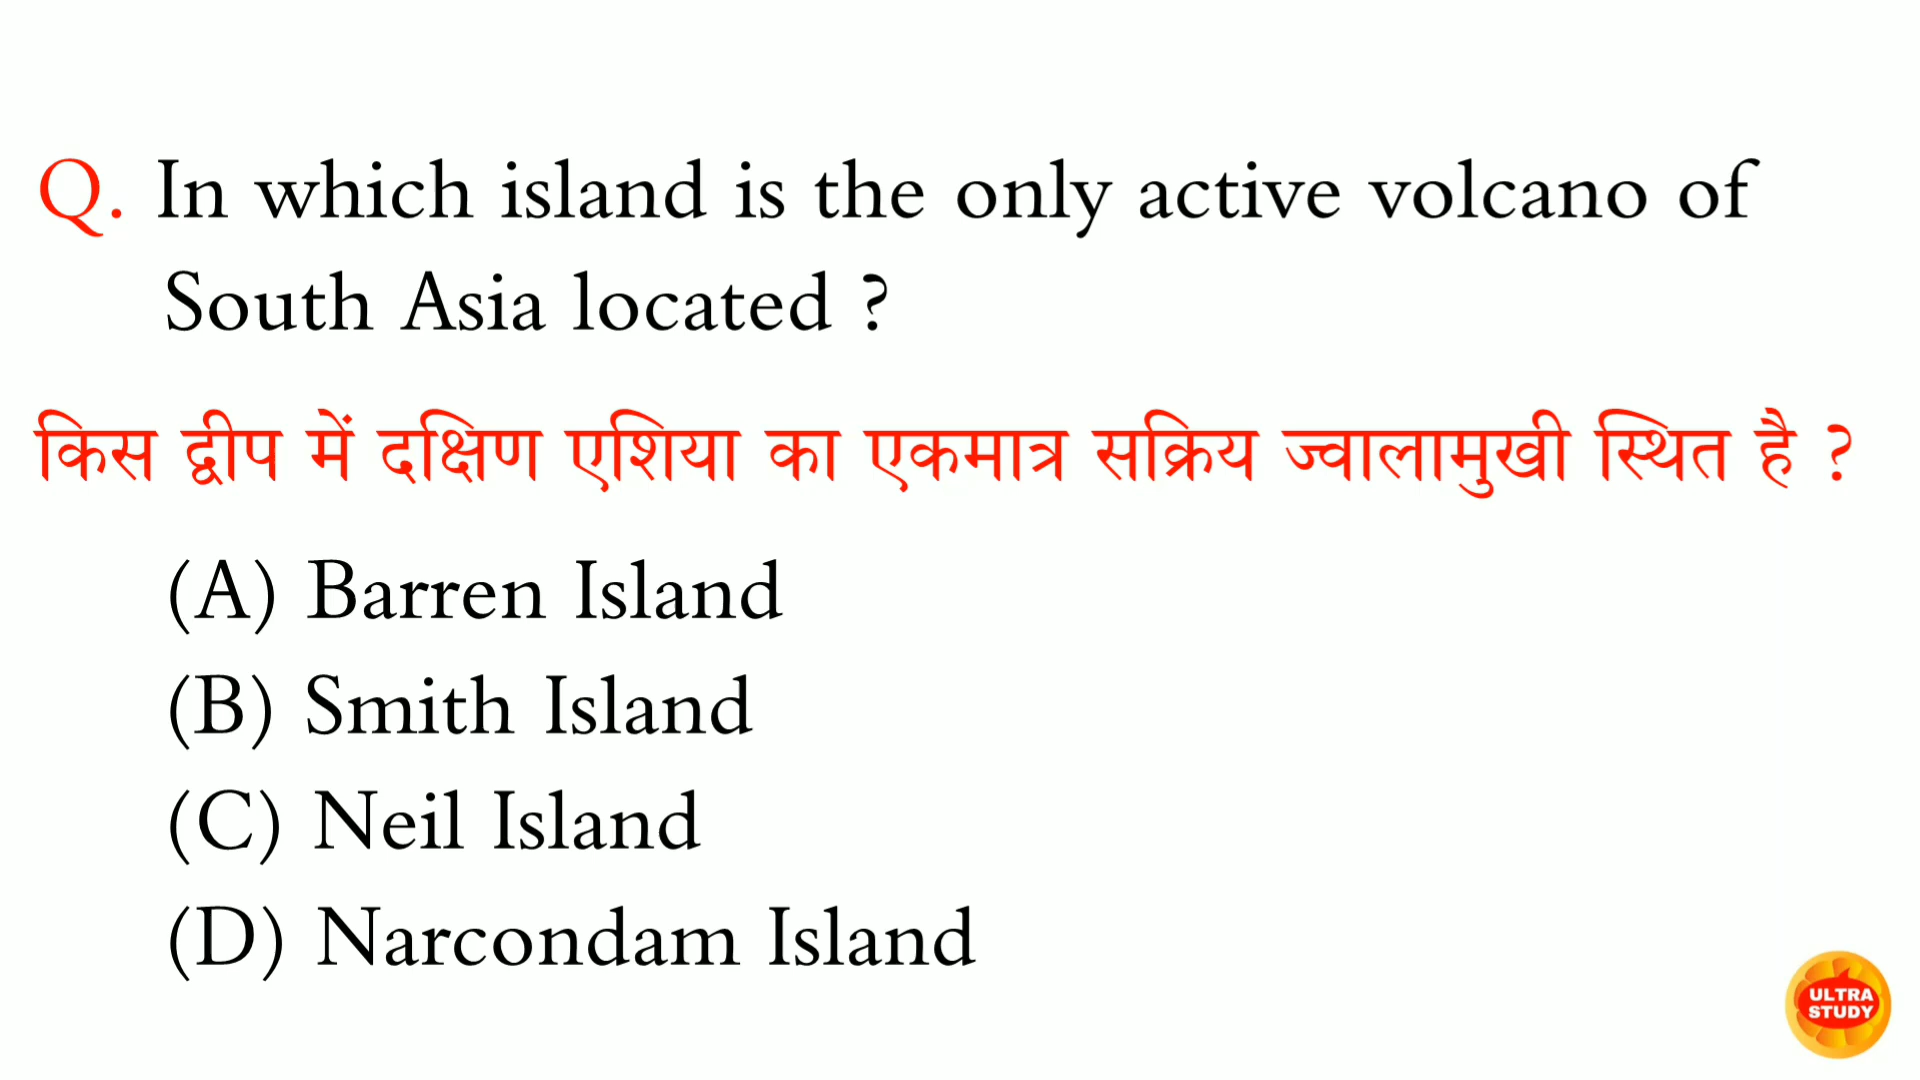 Q. In which island is the only active volcano of
South Asia located ?
किस द्वीप में दक्षिण एशिया का एकमात्र सक्रिय ज्वालामुखी स्थित है ?
(A) Barren Island
(B) Smith Island
(C) Neil Island
(D) Narcondam Island
ULTRA
STUDY